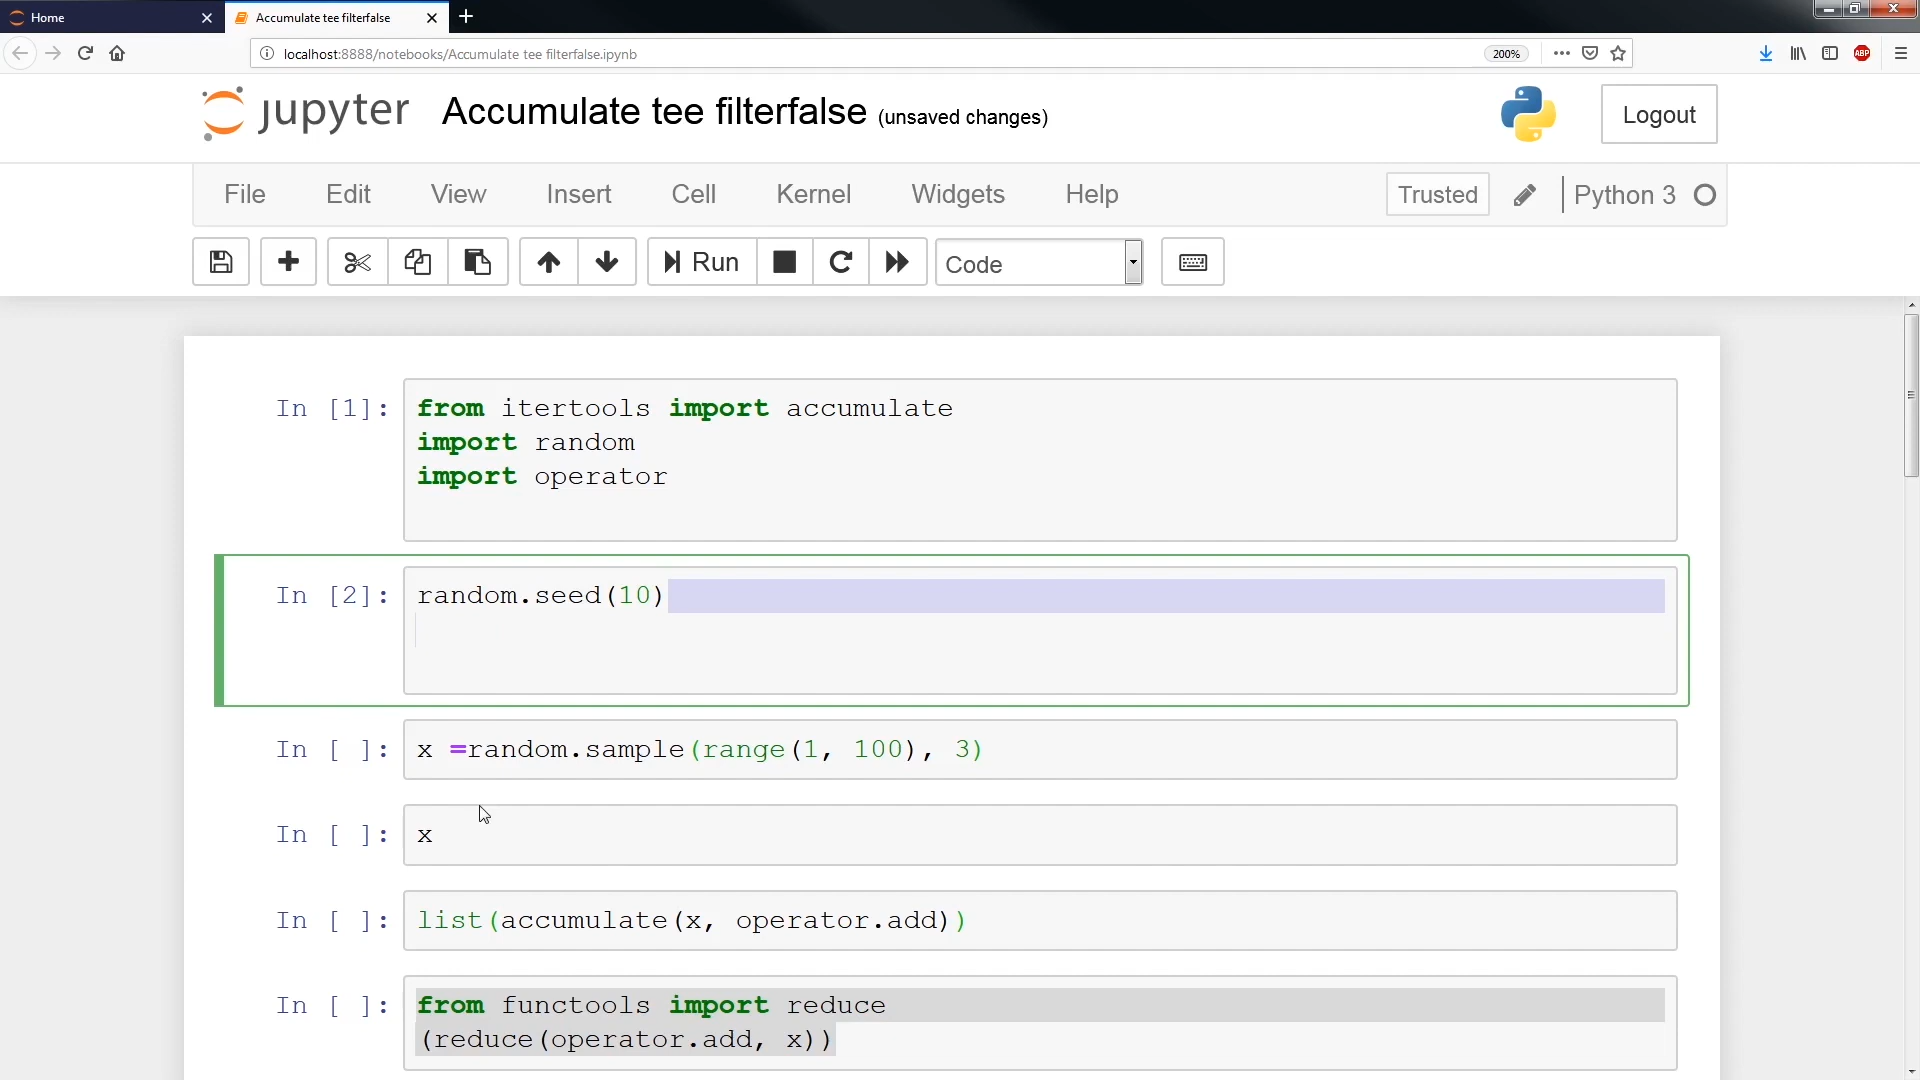 Home
Accumulate tee filterfalse
localhost:8888/notebooks/Accumulate tee filterfalse.ipynb
200%
ABP
jupyter Accumulate tee filterfalse (unsaved changes)
Logout
File Edit View Insert Cell Kernel Widgets Help
Trusted Python 3
Run Code
In [1]: from itertools import accumulate
import random
import operator
In [2]: random.seed(10)
In [ ]: x =random.sample(range(1, 100), 3)
In [ ]: x
In [ ]: list(accumulate(x, operator.add))
In [ ]: from functools import reduce
(reduce(operator.add, x))